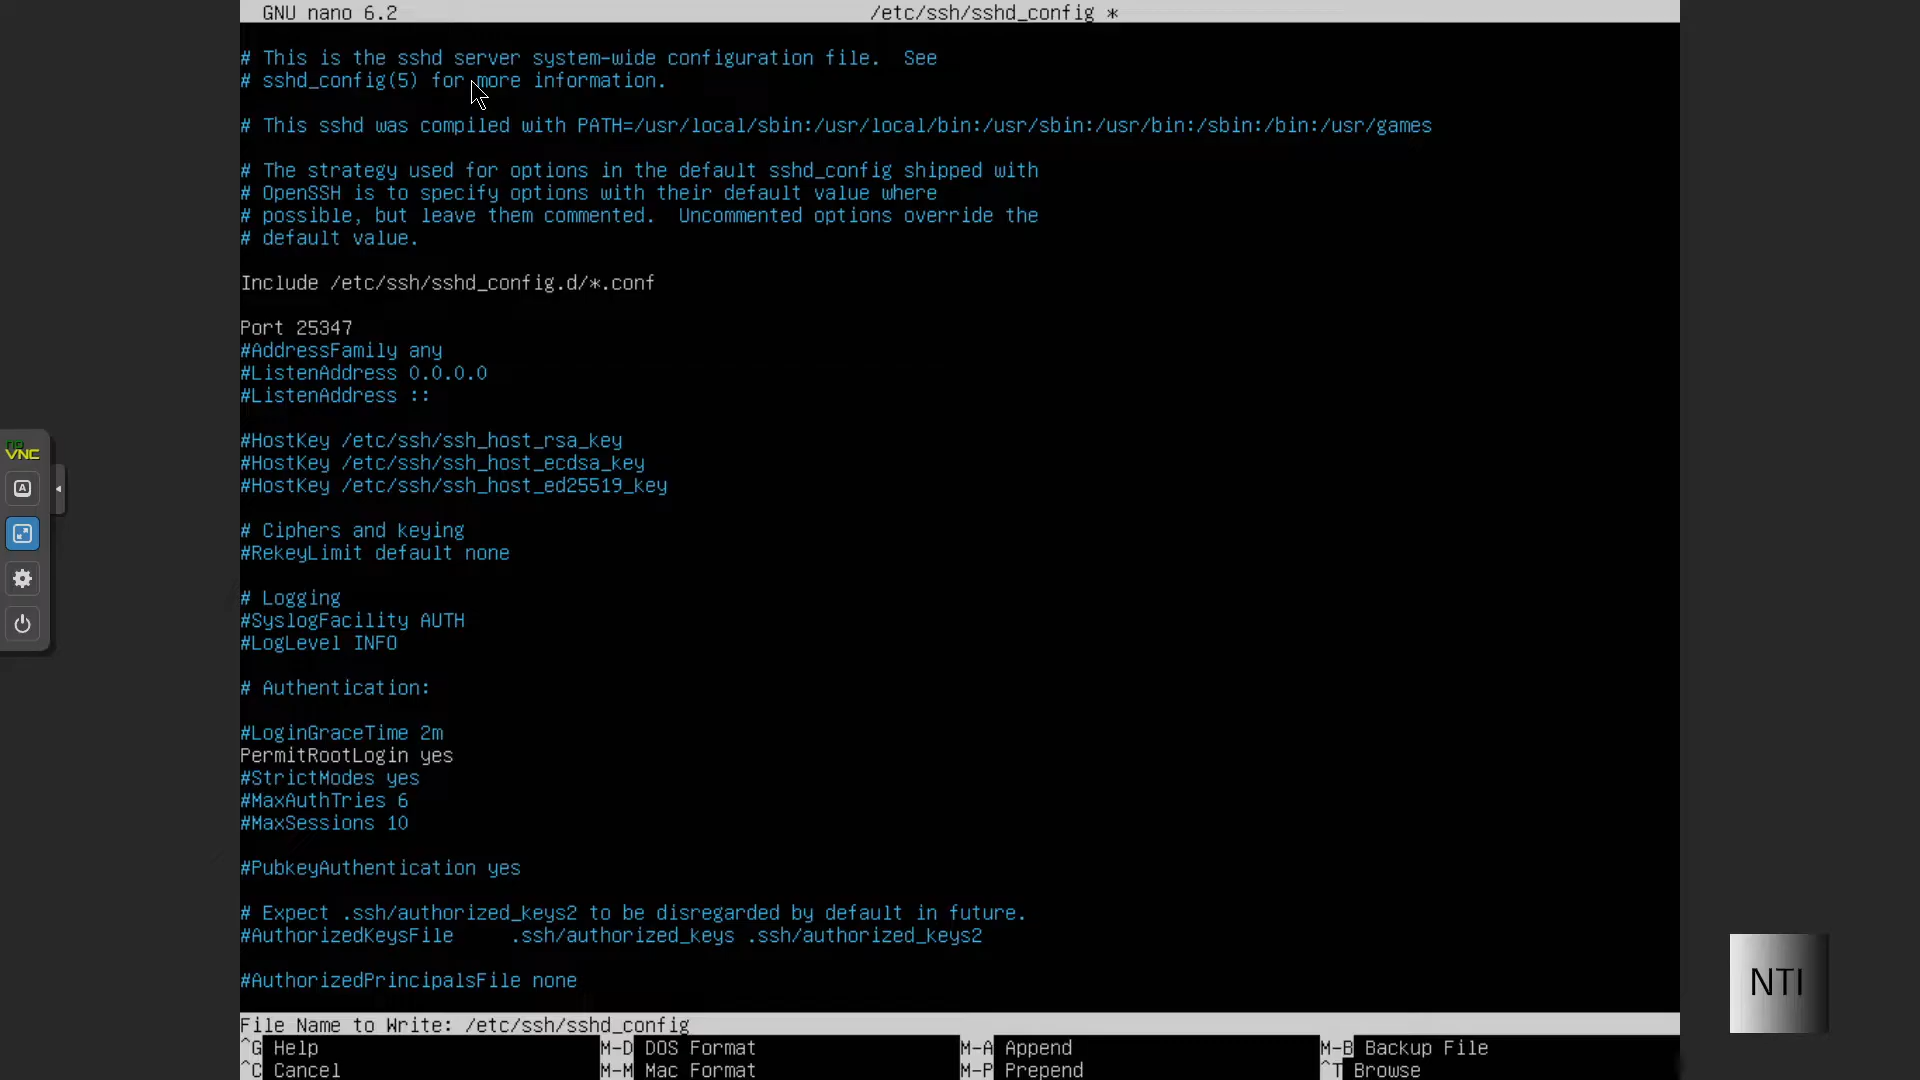 GNU nano 6.2 /etc/ssh/sshd_config *
# This is the sshd server system-wide configuration file.  See
# sshd_config(5) for more information.
# This sshd was compiled with PATH=/usr/local/sbin:/usr/local/bin:/usr/sbin:/usr/bin:/sbin:/bin:/usr/games
# The strategy used for options in the default sshd_config shipped with
# OpenSSH is to specify options with their default value where
# possible, but leave them commented.  Uncommented options override the
# default value.
Include /etc/ssh/sshd_config.d/*.conf
Port 25347
#AddressFamily any
#ListenAddress 0.0.0.0
#ListenAddress ::
#HostKey /etc/ssh/ssh_host_rsa_key
#HostKey /etc/ssh/ssh_host_ecdsa_key
#HostKey /etc/ssh/ssh_host_ed25519_key
# Ciphers and keying
#RekeyLimit default none
# Logging
#SyslogFacility AUTH
#LogLevel INFO
# Authentication:
#LoginGraceTime 2m
PermitRootLogin yes
#StrictModes yes
#MaxAuthTries 6
#MaxSessions 10
#PubkeyAuthentication yes
# Expect .ssh/authorized_keys2 to be disregarded by default in future.
#AuthorizedKeysFile     .ssh/authorized_keys .ssh/authorized_keys2
#AuthorizedPrincipalsFile none
File Name to Write: /etc/ssh/sshd_config
^G Help M-D DOS Format M-A Append M-B Backup File
^C Cancel M-M Mac Format M-P Prepend ^T Browse
no
VNC
A
NTI